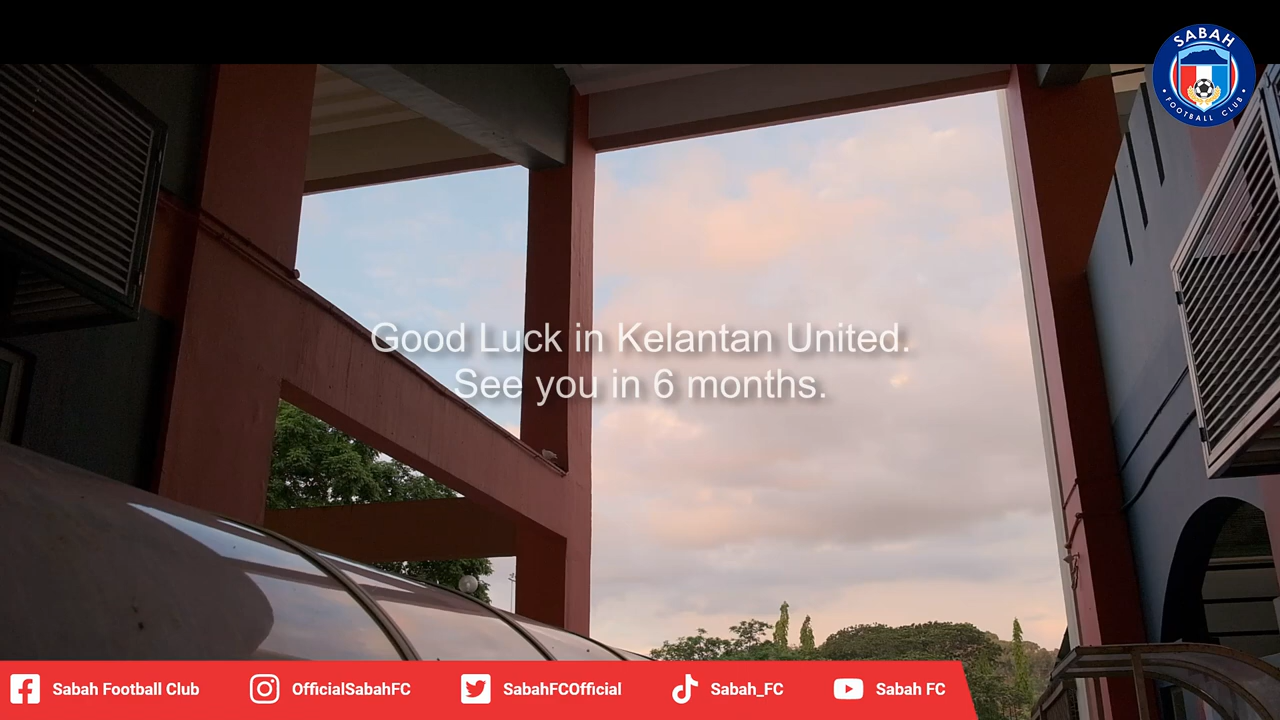 SABAH
FOOTBALL CLUB
Good Luck in Kelantan United.
See you in 6 months.
Sabah Football Club
OfficialSabahFC
SabahFCOfficial
Sabah_FC
Sabah FC